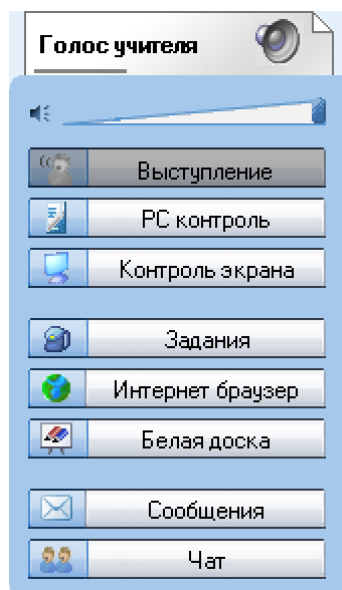 Голос учителя
Выступление
PC контроль
Контроль экрана
Задания
Интернет браузер
Белая доска
Сообщения
Чат